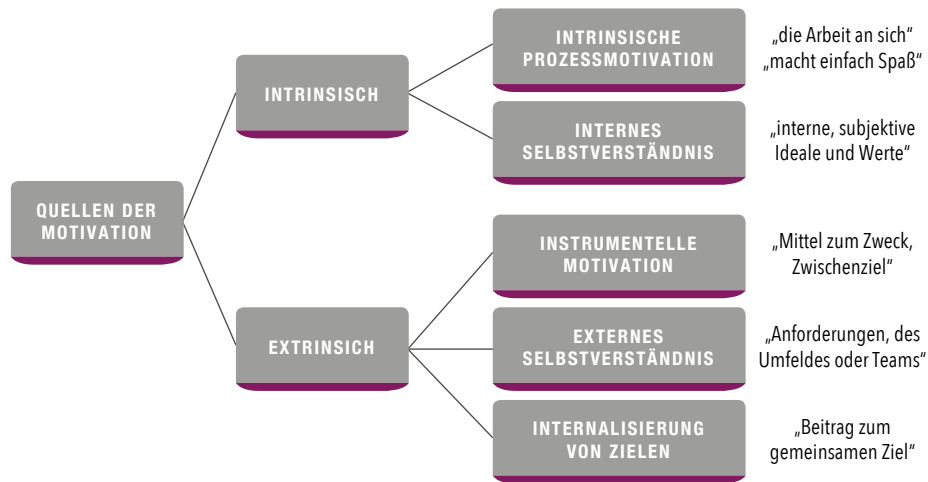 QUELLEN DER
MOTIVATION
INTRINSISCH
INTRINSISCHE
PROZESSMOTIVATION
„die Arbeit an sich“
„macht einfach Spaß“
INTERNES
SELBSTVERSTÄNDNIS
„interne, subjektive
Ideale und Werte“
EXTRINSICH
INSTRUMENTELLE
MOTIVATION
„Mittel zum Zweck,
Zwischenziel“
EXTERNES
SELBSTVERSTÄNDNIS
„Anforderungen, des
Umfeldes oder Teams“
INTERNALISIERUNG
VON ZIELEN
„Beitrag zum
gemeinsamen Ziel“